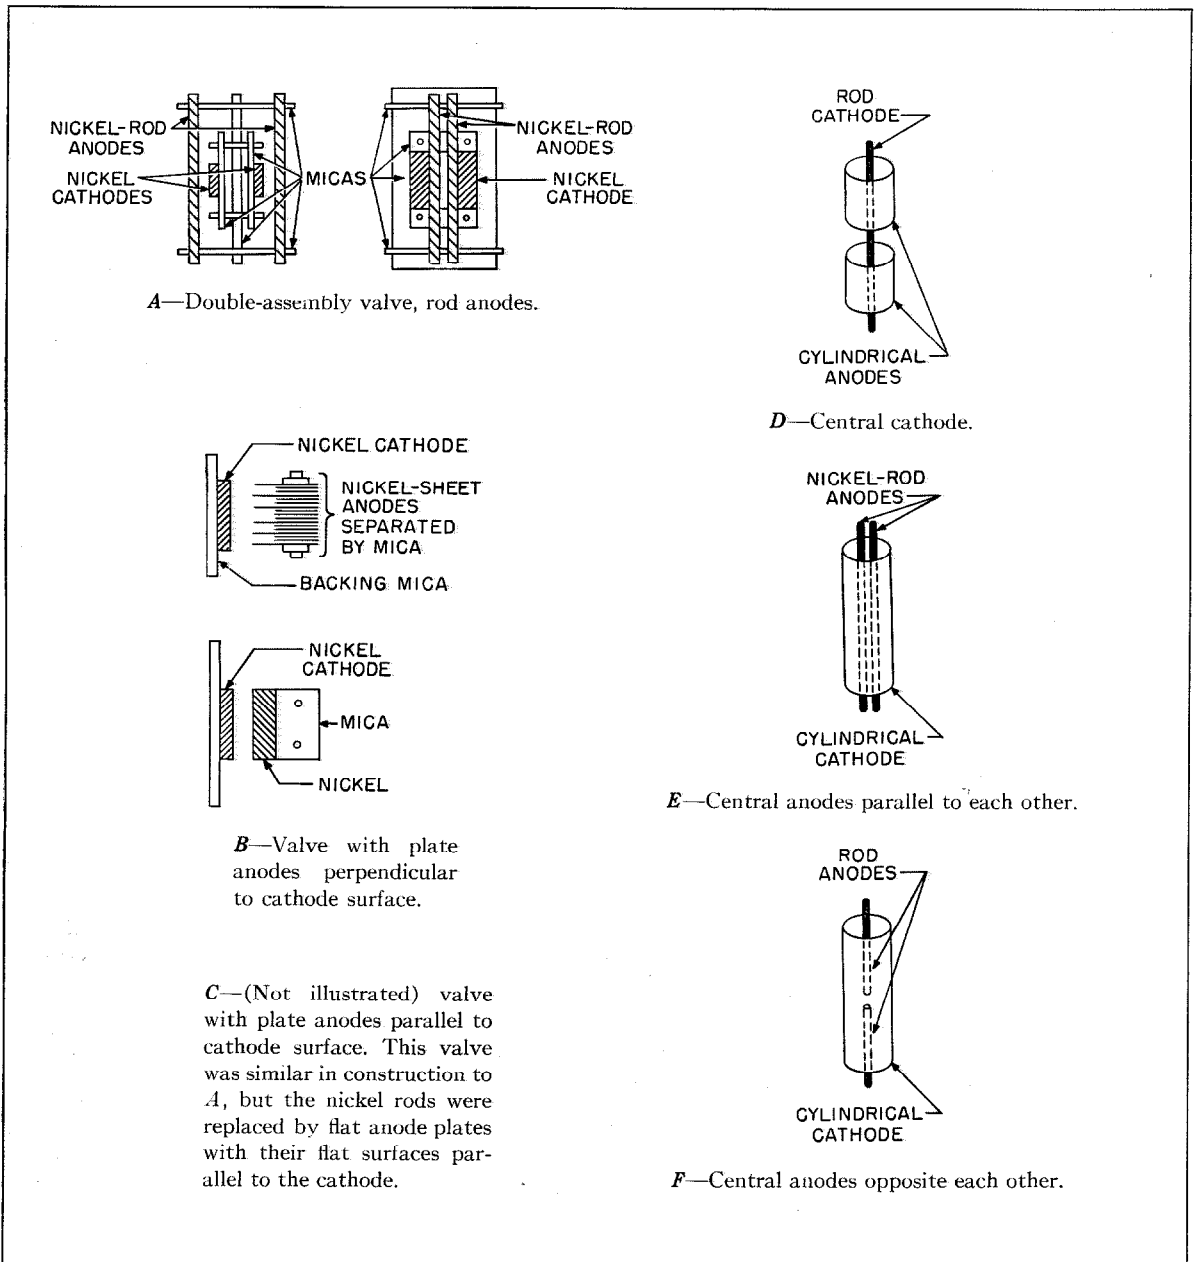 NICKEL-ROD
ANODES
NICKEL
CATHODES
MICAS
NICKEL-ROD
ANODES
NICKEL
CATHODE
A—Double-assembly valve, rod anodes.
NICKEL CATHODE
NICKEL-SHEET
ANODES
SEPARATED
BY MICA
BACKING MICA
NICKEL
CATHODE
MICA
NICKEL
B—Valve with plate
anodes perpendicular
to cathode surface.
C—(Not illustrated) valve
with plate anodes parallel to
cathode surface. This valve
was similar in construction to
A, but the nickel rods were
replaced by flat anode plates
with their flat surfaces par-
allel to the cathode.
ROD
CATHODE
CYLINDRICAL
ANODES
D—Central cathode.
NICKEL-ROD
ANODES
CYLINDRICAL
CATHODE
E—Central anodes parallel to each other.
ROD
ANODES
CYLINDRICAL
CATHODE
F—Central anodes opposite each other.